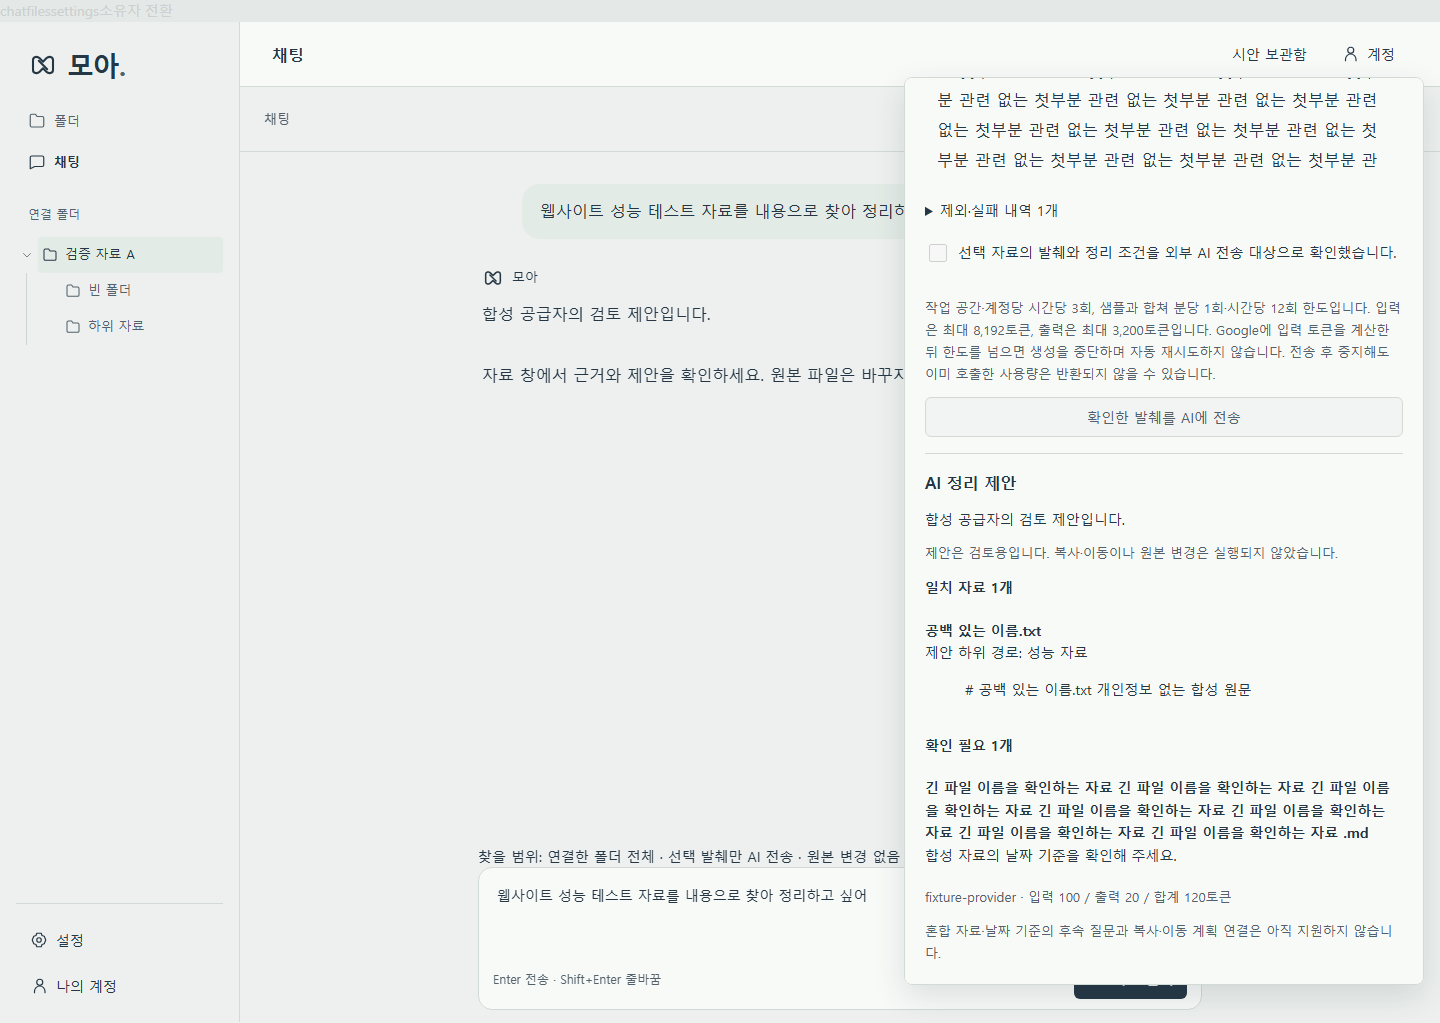 chatfilessettings소유자 전환
모아.
폴더
채팅
연결 폴더
검증 자료 A
빈 폴더
하위 자료
설정
나의 계정
채팅
시안 보관함
계정
채팅
웹사이트 성능 테스트 자료를 내용으로 찾아 정리하
모아
합성 공급자의 검토 제안입니다.
자료 창에서 근거와 제안을 확인하세요. 원본 파일은 바꾸지
찾을 범위: 연결한 폴더 전체 · 선택 발췌만 AI 전송 · 원본 변경 없음
웹사이트 성능 테스트 자료를 내용으로 찾아 정리하고 싶어
Enter 전송 · Shift+Enter 줄바꿈
분 관련 없는 첫부분 관련 없는 첫부분 관련 없는 첫부분 관련
없는 첫부분 관련 없는 첫부분 관련 없는 첫부분 관련 없는 첫
부분 관련 없는 첫부분 관련 없는 첫부분 관련 없는 첫부분 관
제외·실패 내역 1개
선택 자료의 발췌와 정리 조건을 외부 AI 전송 대상으로 확인했습니다.
작업 공간·계정당 시간당 3회, 샘플과 합쳐 분당 1회·시간당 12회 한도입니다. 입력
은 최대 8,192토큰, 출력은 최대 3,200토큰입니다. Google에 입력 토큰을 계산한
뒤 한도를 넘으면 생성을 중단하며 자동 재시도하지 않습니다. 전송 후 중지해도
이미 호출한 사용량은 반환되지 않을 수 있습니다.
확인한 발췌를 AI에 전송
AI 정리 제안
합성 공급자의 검토 제안입니다.
제안은 검토용입니다. 복사·이동이나 원본 변경은 실행되지 않았습니다.
일치 자료 1개
공백 있는 이름.txt
제안 하위 경로: 성능 자료
# 공백 있는 이름.txt 개인정보 없는 합성 원문
확인 필요 1개
긴 파일 이름을 확인하는 자료 긴 파일 이름을 확인하는 자료 긴 파일 이름
을 확인하는 자료 긴 파일 이름을 확인하는 자료 긴 파일 이름을 확인하는
자료 긴 파일 이름을 확인하는 자료 긴 파일 이름을 확인하는 자료 .md
합성 자료의 날짜 기준을 확인해 주세요.
fixture-provider · 입력 100 / 출력 20 / 합계 120토큰
혼합 자료·날짜 기준의 후속 질문과 복사·이동 계획 연결은 아직 지원하지 않습니
다.